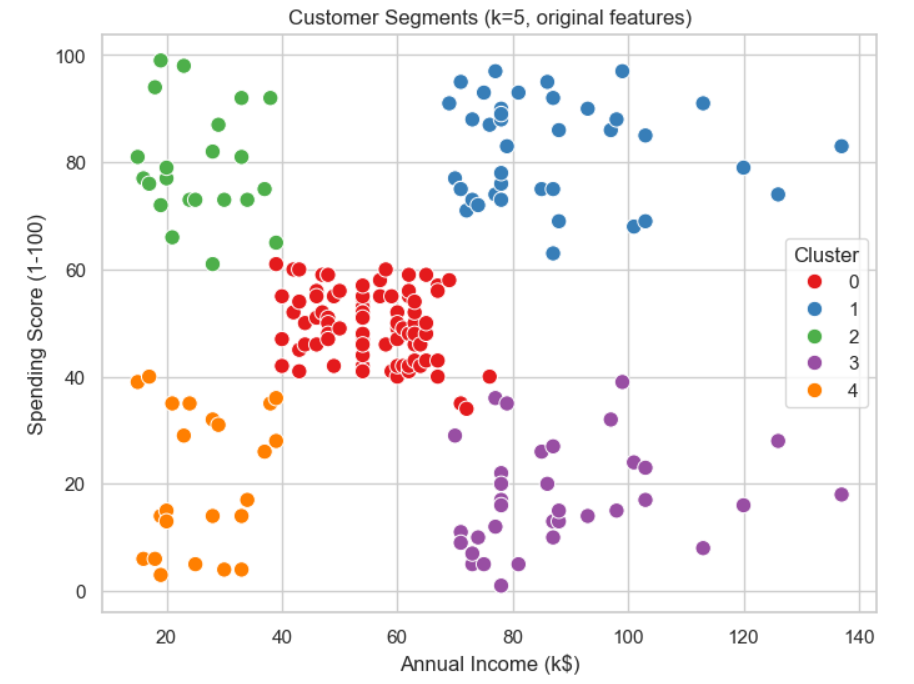 Customer Segments (k=5, original features)
Spending Score (1-100)
100
80
60
40
20
0
Cluster
0
1
2
3
4
20 40 60 80 100 120 140
Annual Income (k$)